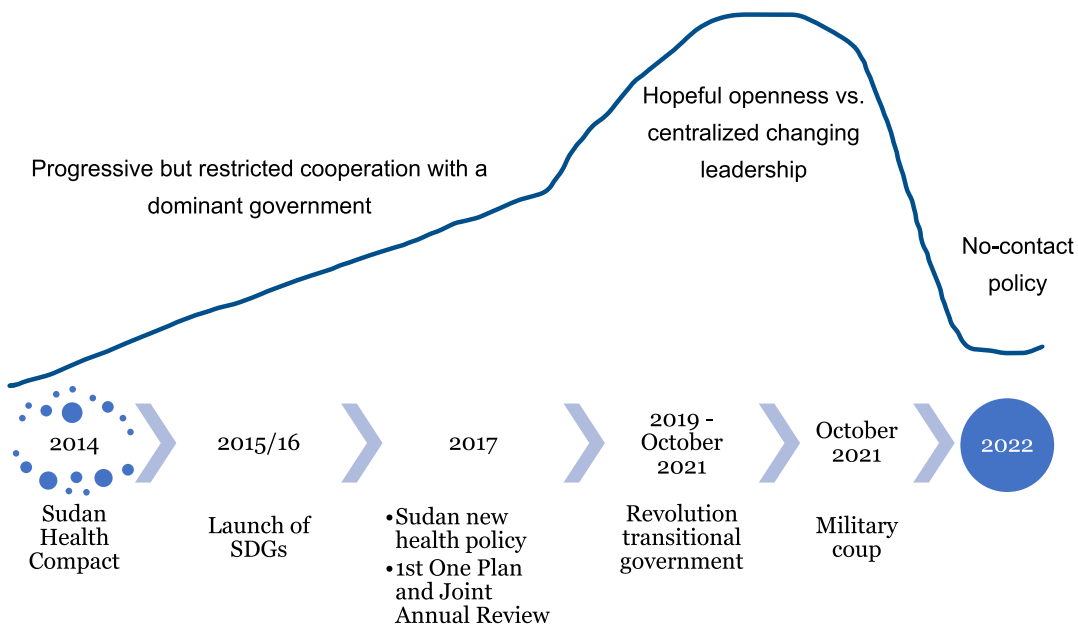 Hopeful openness vs.
centralized changing
leadership
Progressive but restricted cooperation with a
dominant government
No-contact
policy
2014
2015/16
2017
2019 -
October
2021
October
2021
2022
Sudan
Health
Compact
Launch of
SDGs
•Sudan new
health policy
•1st One Plan
and Joint
Annual Review
Revolution
transitional
government
Military
coup